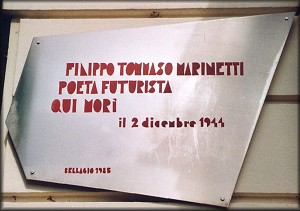 FILIPPO TOMMASO MARINETTI
POETA FUTURISTA
QUI MORÌ
il 2 dicembre 1944
BELLAGIO 1985